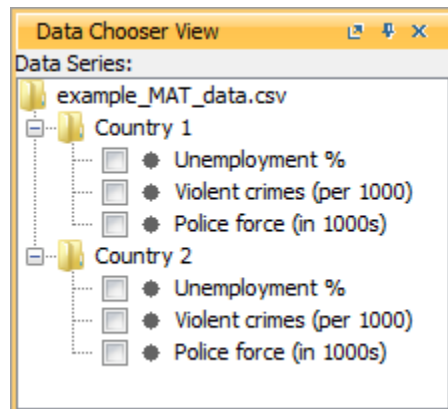 Data Chooser View
Data Series:
example_MAT_data.csv
Country 1
Unemployment %
Violent crimes (per 1000)
Police force (in 1000s)
Country 2
Unemployment %
Violent crimes (per 1000)
Police force (in 1000s)